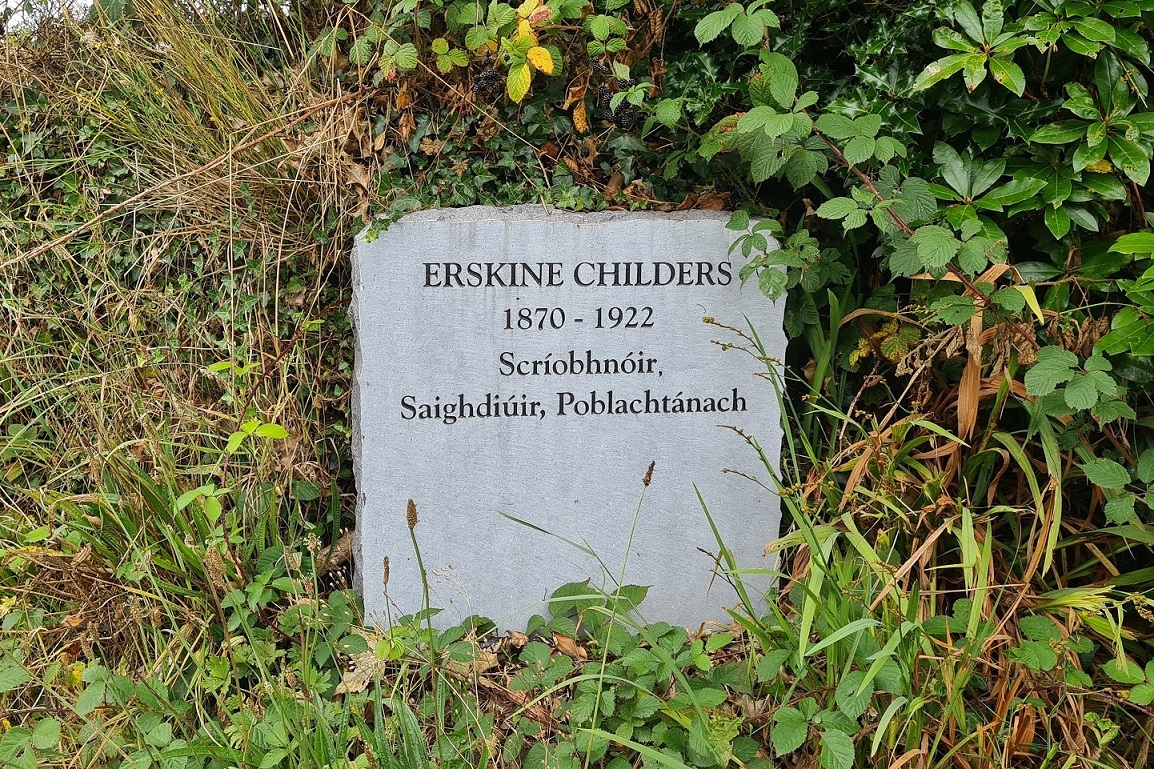 ERSKINE CHILDERS
1870 - 1922
Scríobhnóir,
Saighdiúir, Poblachtánach